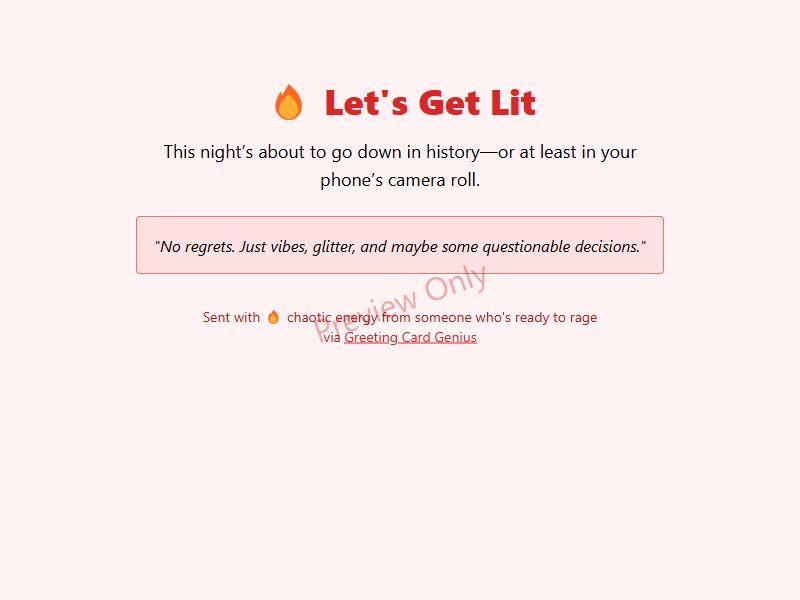 🔥 Let's Get Lit
This night’s about to go down in history—or at least in your
phone’s camera roll.
"No regrets. Just vibes, glitter, and maybe some questionable decisions."
Preview Only
Sent with 🔥 chaotic energy from someone who's ready to rage
via Greeting Card Genius